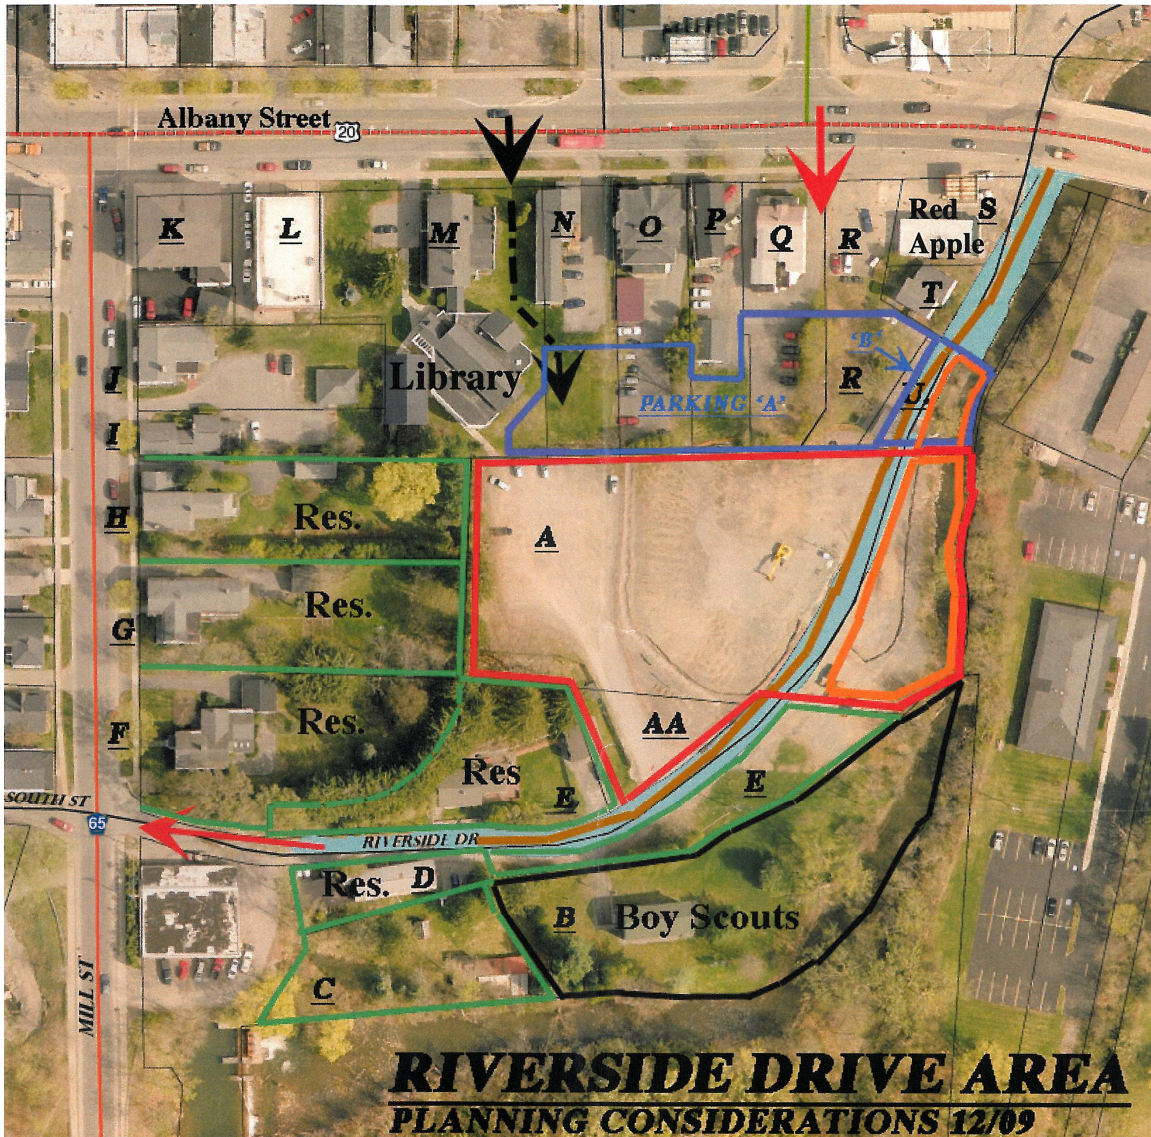 Albany Street 20
K L M N O P Q R Red S
Apple
T
'B'
J Library R U.
PARKING 'A'
I
H Res. A
G Res.
F Res. AA
Res E E
SOUTH ST
65 RIVERSIDE DR
Res. D
B Boy Scouts
C
MILL ST
RIVERSIDE DRIVE AREA
PLANNING CONSIDERATIONS 12/09